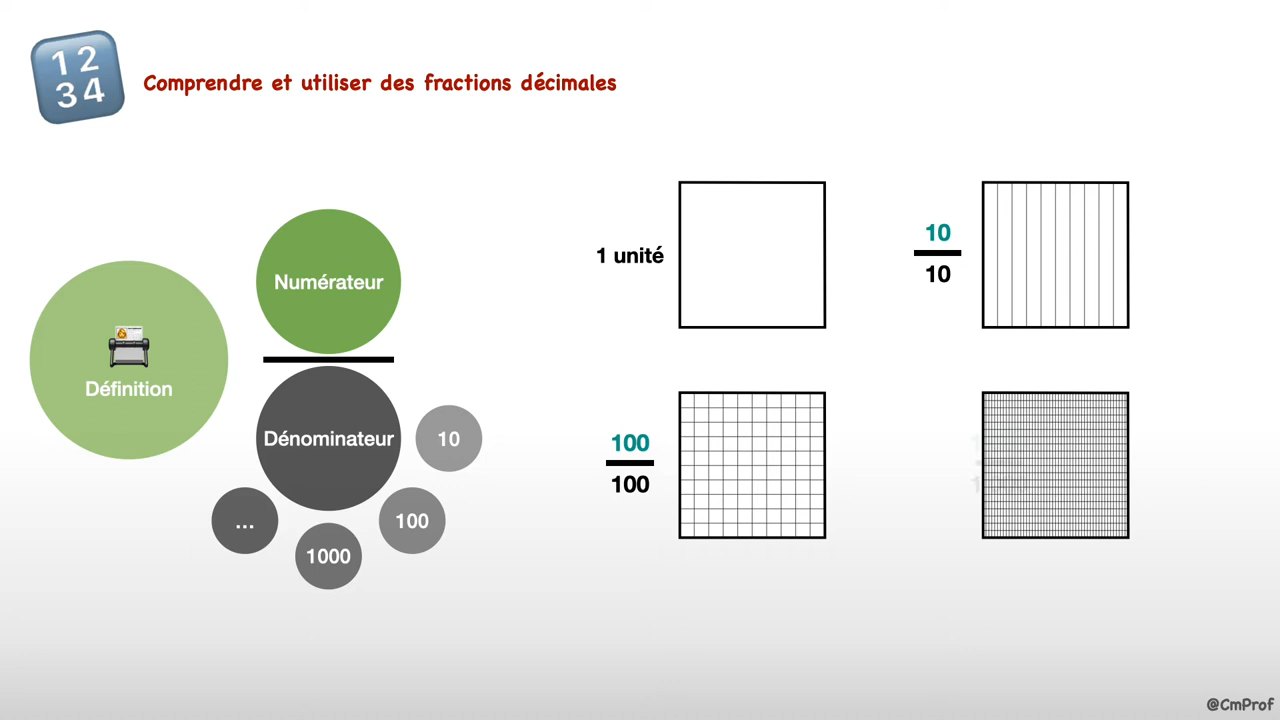 1 2
3 4
Comprendre et utiliser des fractions décimales
Définition
Numérateur
Dénominateur
10
100
1000
...
1 unité
10
10
100
100
@CmProf